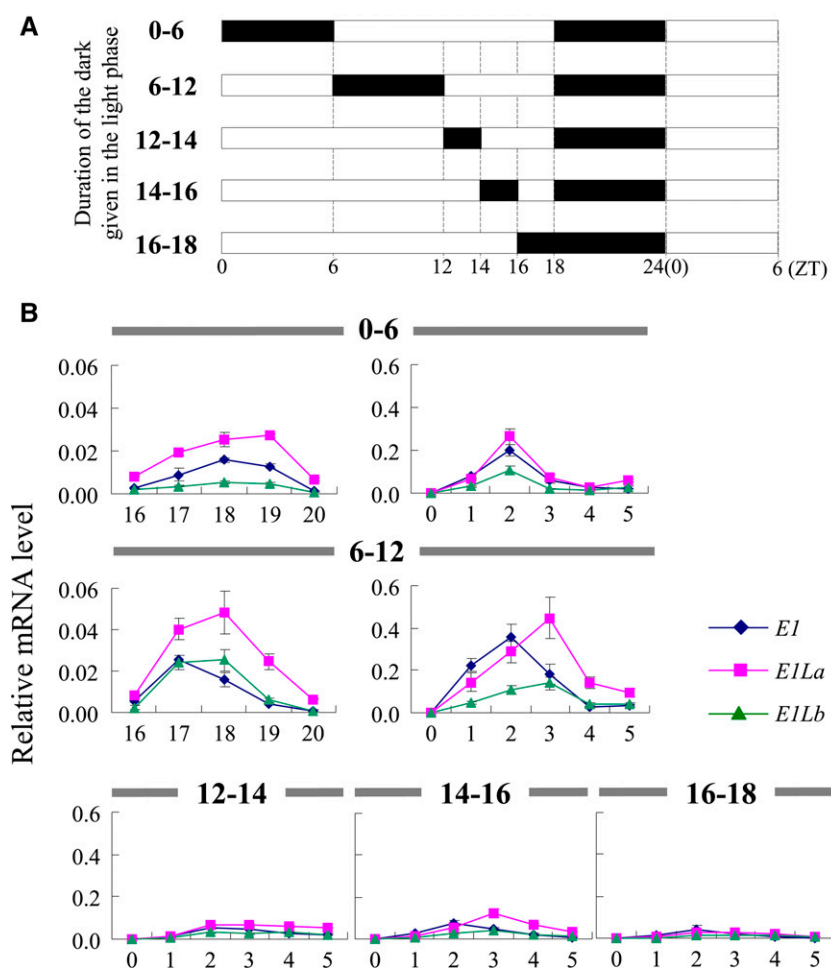 A
Duration of the dark
given in the light phase
0-6
6-12
12-14
14-16
16-18
0 6 12 14 16 18 24(0) 6 (ZT)
B
Relative mRNA level
0-6
0.06
0.04
0.02
0.00
16 17 18 19 20
0.6
0.4
0.2
0.0
0 1 2 3 4 5
6-12
0.06
0.04
0.02
0.00
16 17 18 19 20
0.6
0.4
0.2
0.0
0 1 2 3 4 5
E1
E1La
E1Lb
12-14
14-16
16-18
0.6
0.4
0.2
0.0
0 1 2 3 4 5
0 1 2 3 4 5
0 1 2 3 4 5